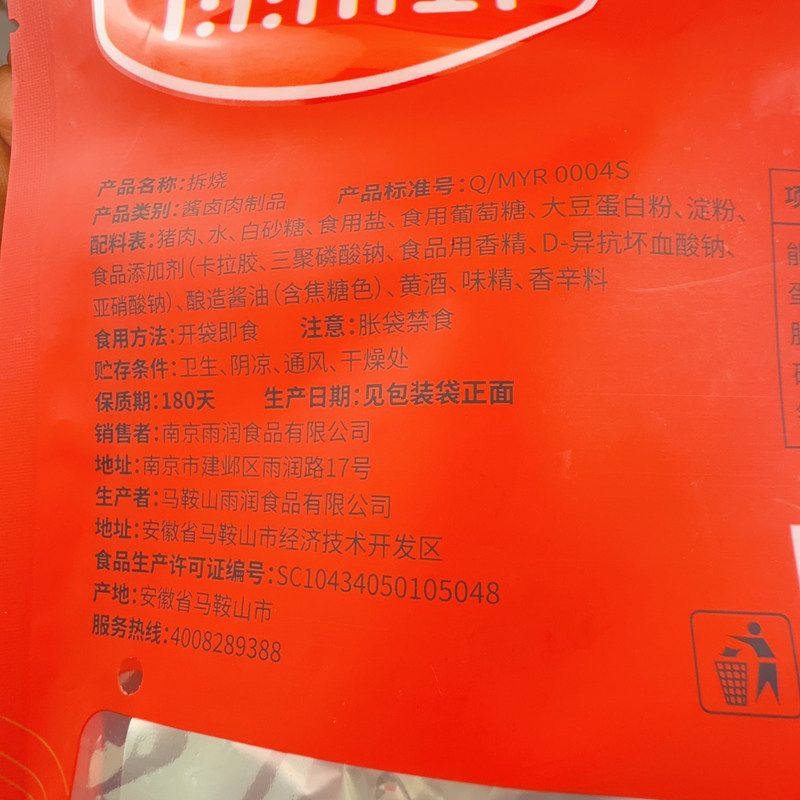 产品名称:拆烧
产品类别:酱卤肉制品 产品标准号:Q/MYR 0004S
配料表:猪肉、水、白砂糖、食用盐、食用葡萄糖、大豆蛋白粉、淀粉、
食品添加剂(卡拉胶、三聚磷酸钠、食品用香精、D-异抗坏血酸钠、
亚硝酸钠)、酿造酱油(含焦糖色)、黄酒、味精、香辛料
食用方法:开袋即食 注意:胀袋禁食
贮存条件:卫生、阴凉、通风、干燥处
保质期:180天 生产日期:见包装袋正面
销售者:南京雨润食品有限公司
地址:南京市建邺区雨润路17号
生产者:马鞍山雨润食品有限公司
地址:安徽省马鞍山市经济技术开发区
食品生产许可证编号:SC10434050105048
产地:安徽省马鞍山市
服务热线:4008289388